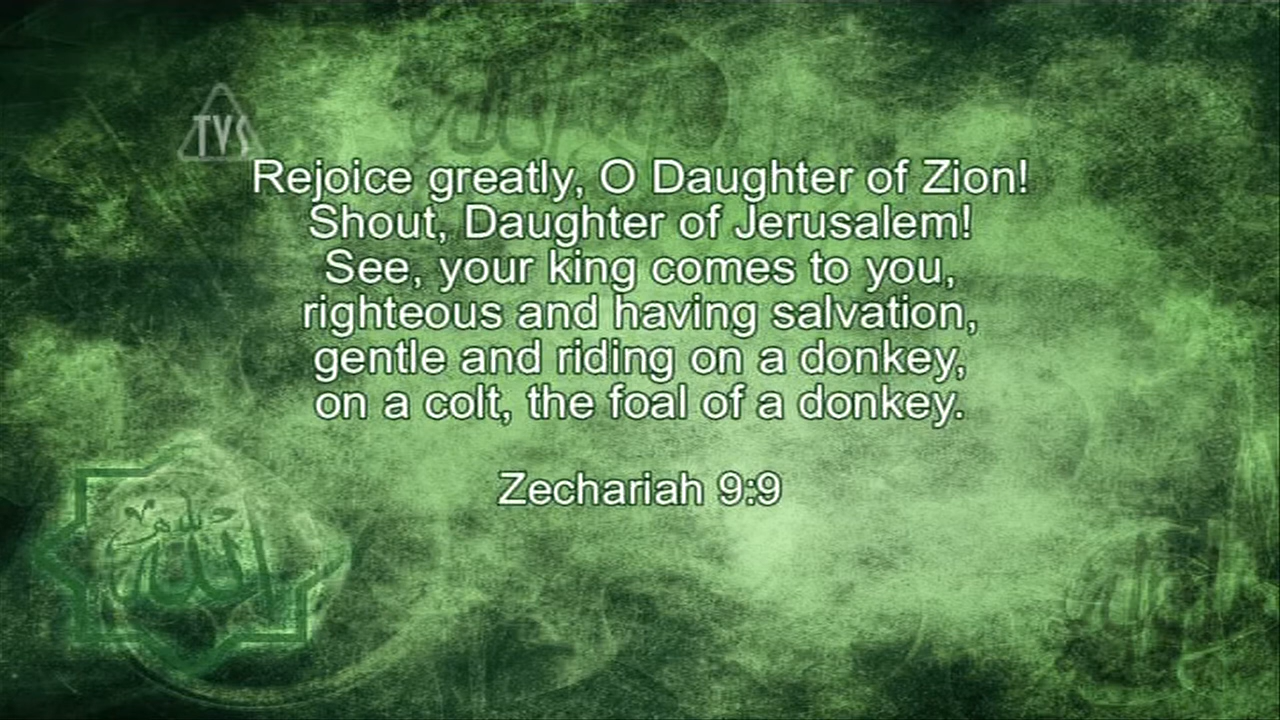 TVS
Rejoice greatly, O Daughter of Zion!
Shout, Daughter of Jerusalem!
See, your king comes to you,
righteous and having salvation,
gentle and riding on a donkey,
on a colt, the foal of a donkey.
Zechariah 9:9
الله